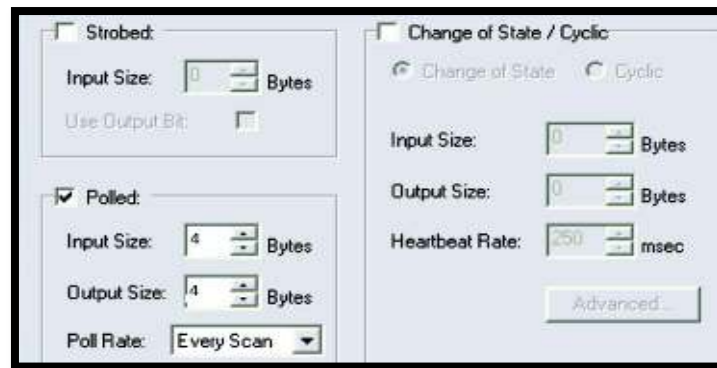 Strobed:
Input Size: 0 Bytes
Use Output Bit:
Polled:
Input Size: 4 Bytes
Output Size: 4 Bytes
Poll Rate: Every Scan
Change of State / Cyclic
Change of State Cyclic
Input Size: 0 Bytes
Output Size: 0 Bytes
Heartbeat Rate: 250 msec
Advanced...